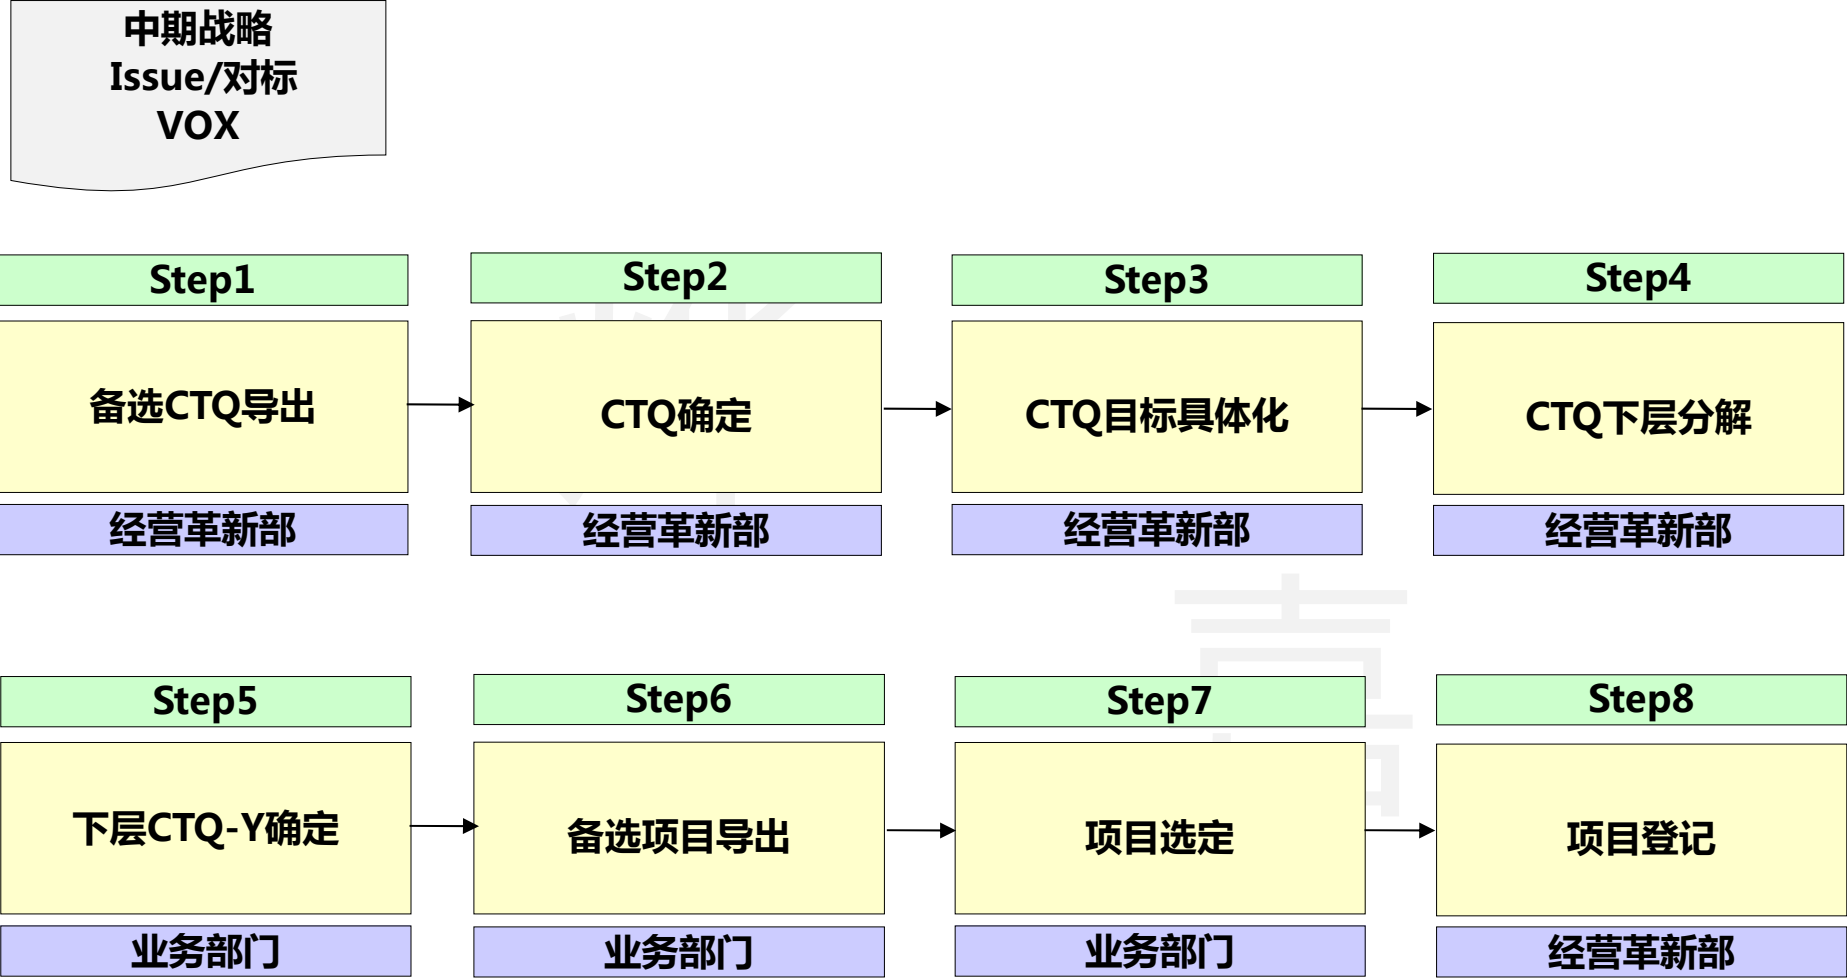 中期战略
Issue/对标
VOX
Step1
Step2
Step3
Step4
备选CTQ导出
CTQ确定
CTQ目标具体化
CTQ下层分解
经营革新部
经营革新部
经营革新部
经营革新部
Step5
Step6
Step7
Step8
下层CTQ-Y确定
备选项目导出
项目选定
项目登记
业务部门
业务部门
业务部门
经营革新部